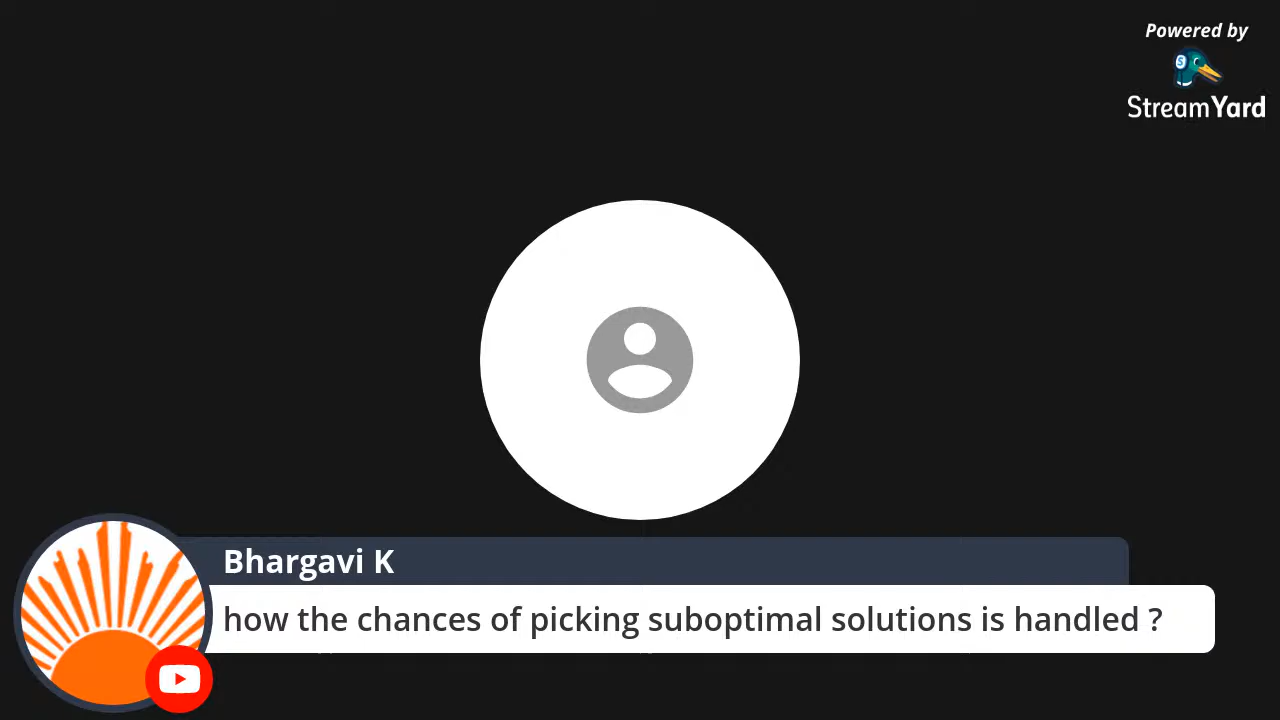 Powered by
S
StreamYard
Bhargavi K
how the chances of picking suboptimal solutions is handled ?